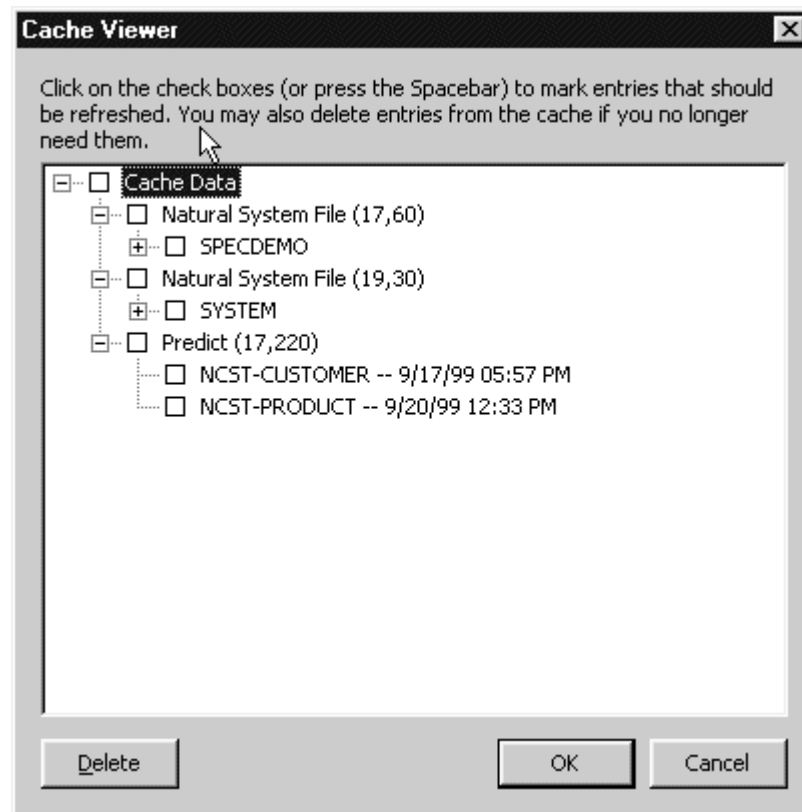 Cache Viewer
Click on the check boxes (or press the Spacebar) to mark entries that should
be refreshed. You may also delete entries from the cache if you no longer
need them.
Cache Data
Natural System File (17,60)
SPECDEMO
Natural System File (19,30)
SYSTEM
Predict (17,220)
NCST-CUSTOMER -- 9/17/99 05:57 PM
NCST-PRODUCT -- 9/20/99 12:33 PM
Delete OK Cancel